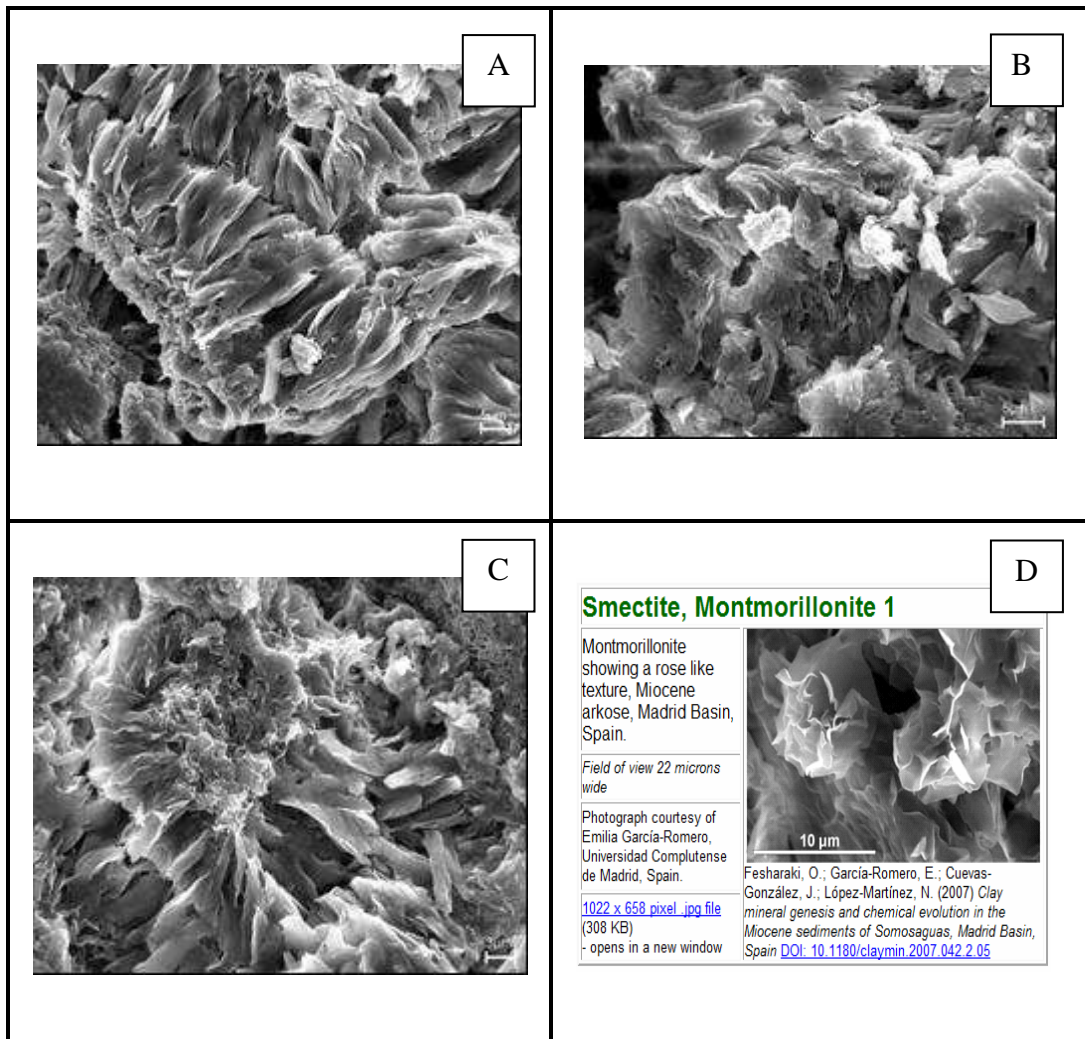 A
B
C
D
Smectite, Montmorillonite 1
Montmorillonite
showing a rose like
texture, Miocene
arkose, Madrid Basin,
Spain.
Field of view 22 microns
wide
Photograph courtesy of
Emilia García-Romero,
Universidad Complutense
de Madrid, Spain.
1022 x 658 pixel .jpg file
(308 KB)
- opens in a new window
10 µm
Fesharaki, O.; García-Romero, E.; Cuevas-
González, J.; López-Martínez, N. (2007) Clay
mineral genesis and chemical evolution in the
Miocene sediments of Somosaguas, Madrid Basin,
Spain DOI: 10.1180/claymin.2007.042.2.05